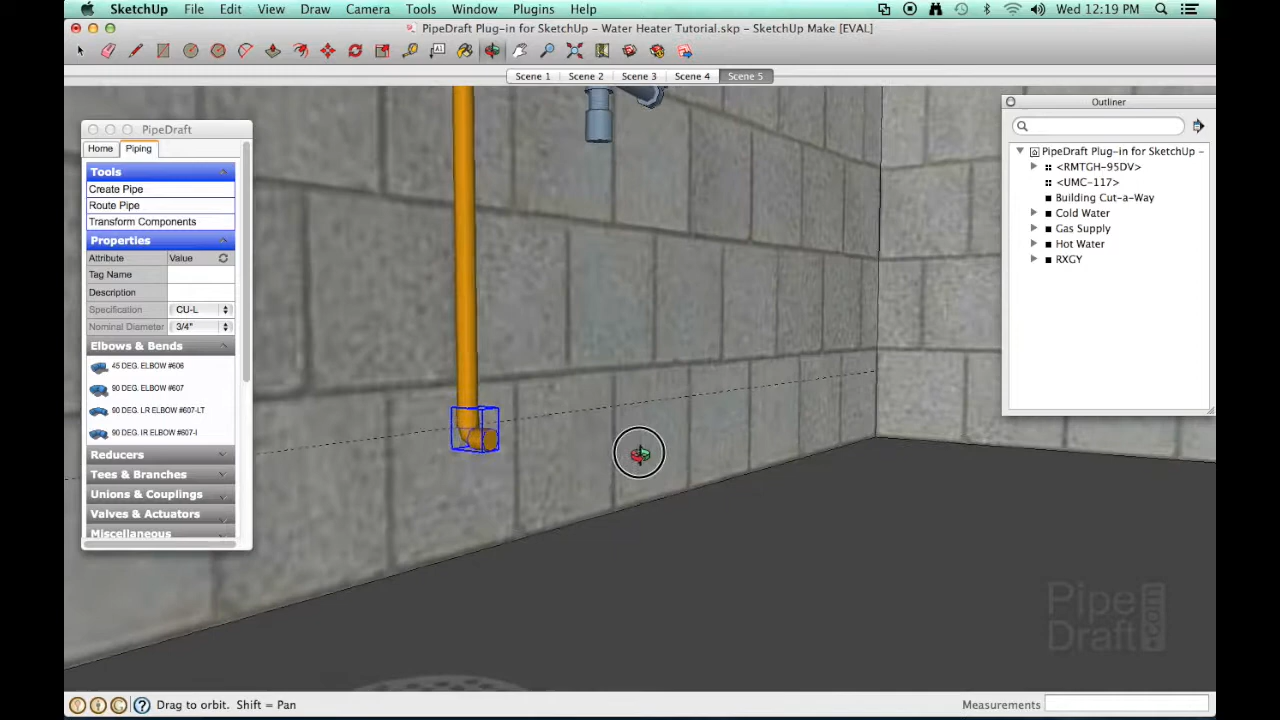 SketchUp File Edit View Draw Camera Tools Window Plugins Help Wed 12:19 PM
PipeDraft Plug-in for SketchUp - Water Heater Tutorial.skp - SketchUp Make [EVAL]
A1
Scene 1 Scene 2 Scene 3 Scene 4 Scene 5
PipeDraft
Home Piping
Tools
Create Pipe
Route Pipe
Transform Components
Properties
Attribute Value
Tag Name
Description
Specification CU-L
Nominal Diameter 3/4"
Elbows & Bends
45 DEG. ELBOW #606
90 DEG. ELBOW #607
90 DEG. LR ELBOW #607-LT
90 DEG. IR ELBOW #607-I
Reducers
Tees & Branches
Unions & Couplings
Valves & Actuators
Miscellaneous
Outliner
PipeDraft Plug-in for SketchUp -
<RMTGH-95DV>
<UMC-117>
Building Cut-a-Way
Cold Water
Gas Supply
Hot Water
RXGY
Pipe
Draft
.com
Drag to orbit. Shift = Pan
Measurements